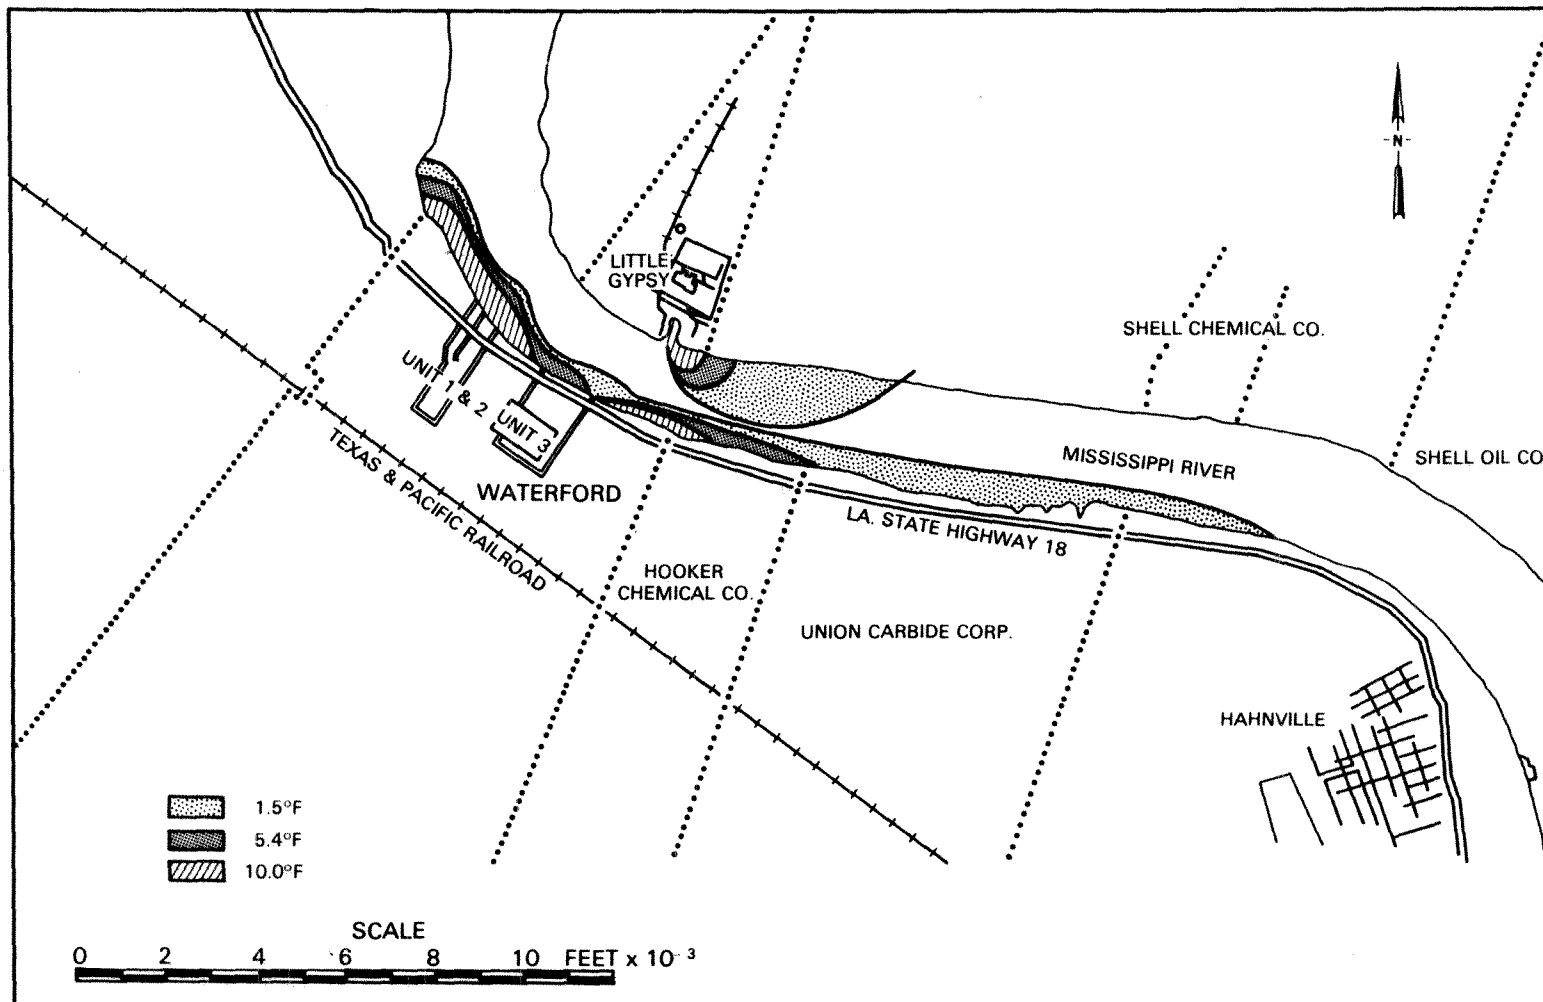 N
LITTLE
GYPSY
SHELL CHEMICAL CO.
UNIT 1 & 2
UNIT 3
MISSISSIPPI RIVER
SHELL OIL CO
WATERFORD
TEXAS & PACIFIC RAILROAD
LA. STATE HIGHWAY 18
HOOKER
CHEMICAL CO.
UNION CARBIDE CORP.
HAHNVILLE
1.5°F
5.4°F
10.0°F
SCALE
0 2 4 6 8 10 FEET x 10⁻³